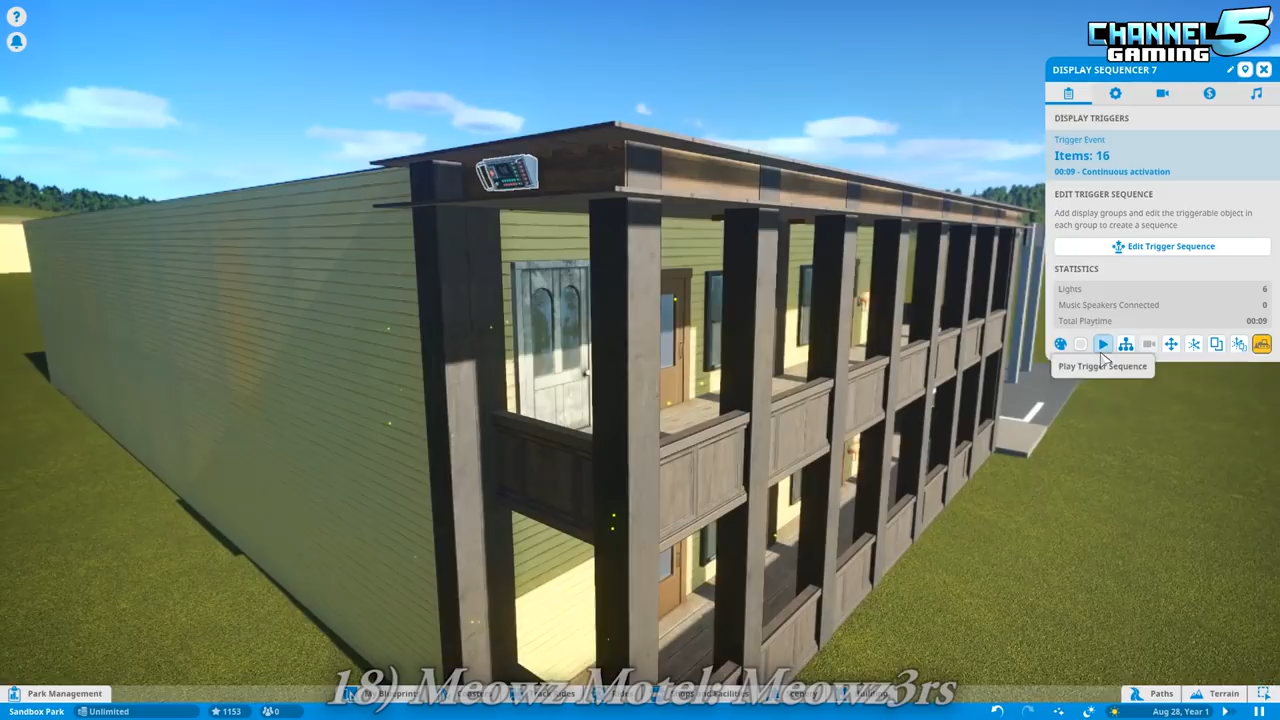 ?
CHANNEL 5
GAMING
DISPLAY SEQUENCER 7
DISPLAY TRIGGERS
Trigger Event
Items: 16
00:09 - Continuous activation
EDIT TRIGGER SEQUENCE
Add display groups and edit the triggerable object in
each group to create a sequence
Edit Trigger Sequence
STATISTICS
Lights 6
Music Speakers Connected 0
Total Playtime 00:09
Play Trigger Sequence
18) Meowz Motel: Meowz3rs
Park Management
Paths
Terrain
Sandbox Park
Unlimited
1153
0
Aug 28, Year 1